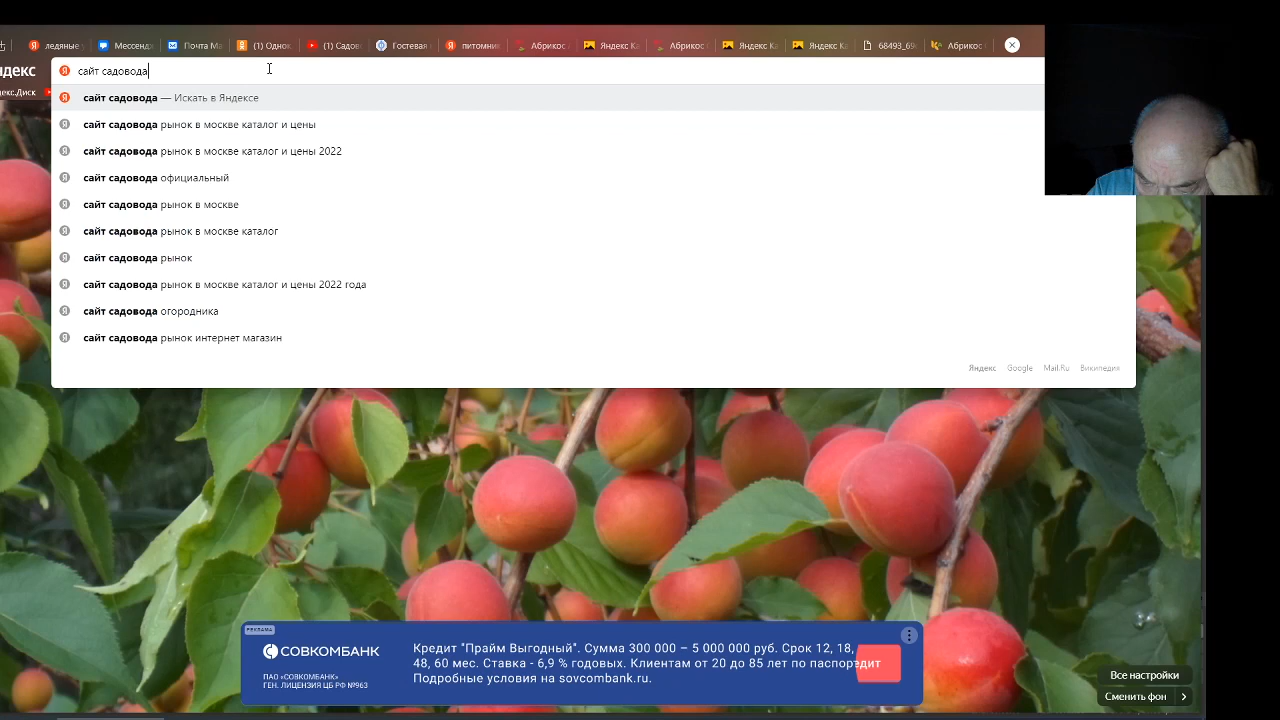 ледяные
Мессендж
Почта Ma
(1) Однок
(1) Садов
Гостевая
питомник
Абрикос
Яндекс Ка
Абрикос
Яндекс Ка
Яндекс Ка
68493_69
Абрикос
ндекс
сайт садовода
екс.Диск
сайт садовода — Искать в Яндексе
сайт садовода рынок в москве каталог и цены
сайт садовода рынок в москве каталог и цены 2022
сайт садовода официальный
сайт садовода рынок в москве
сайт садовода рынок в москве каталог
сайт садовода рынок
сайт садовода рынок в москве каталог и цены 2022 года
сайт садовода огородника
сайт садовода рынок интернет магазин
Яндекс Google Mail.Ru Википедия
РЕКЛАМА
СОВКОМБАНК
ПАО «СОВКОМБАНК»
ГЕН. ЛИЦЕНЗИЯ ЦБ РФ №963
Кредит "Прайм Выгодный". Сумма 300 000 – 5 000 000 руб. Срок 12, 18,
48, 60 мес. Ставка - 6,9 % годовых. Клиентам от 20 до 85 лет по паспоредит
Подробные условия на sovcombank.ru.
Все настройки
Сменить фон